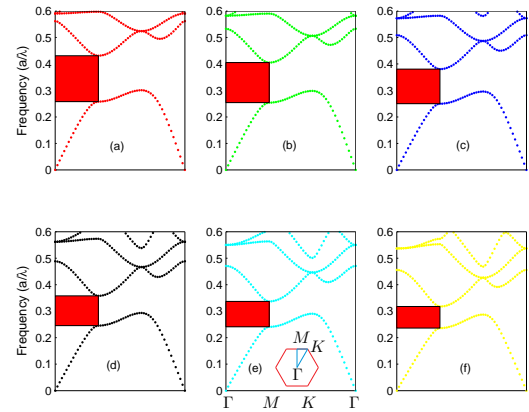 0.6 0.6 0.6
0.5 0.5 0.5
0.4 0.4 0.4
0.3 0.3 0.3
0.2 0.2 0.2
0.1 0.1 0.1
0 0 0
Frequency (a/λ)
(a) (b) (c)
0.6 0.6 0.6
0.5 0.5 0.5
0.4 0.4 0.4
0.3 0.3 0.3
0.2 0.2 0.2
0.1 0.1 0.1
0 0 0
Frequency (a/λ)
(d) (e) (f)
M
K
Γ
Γ M K Γ